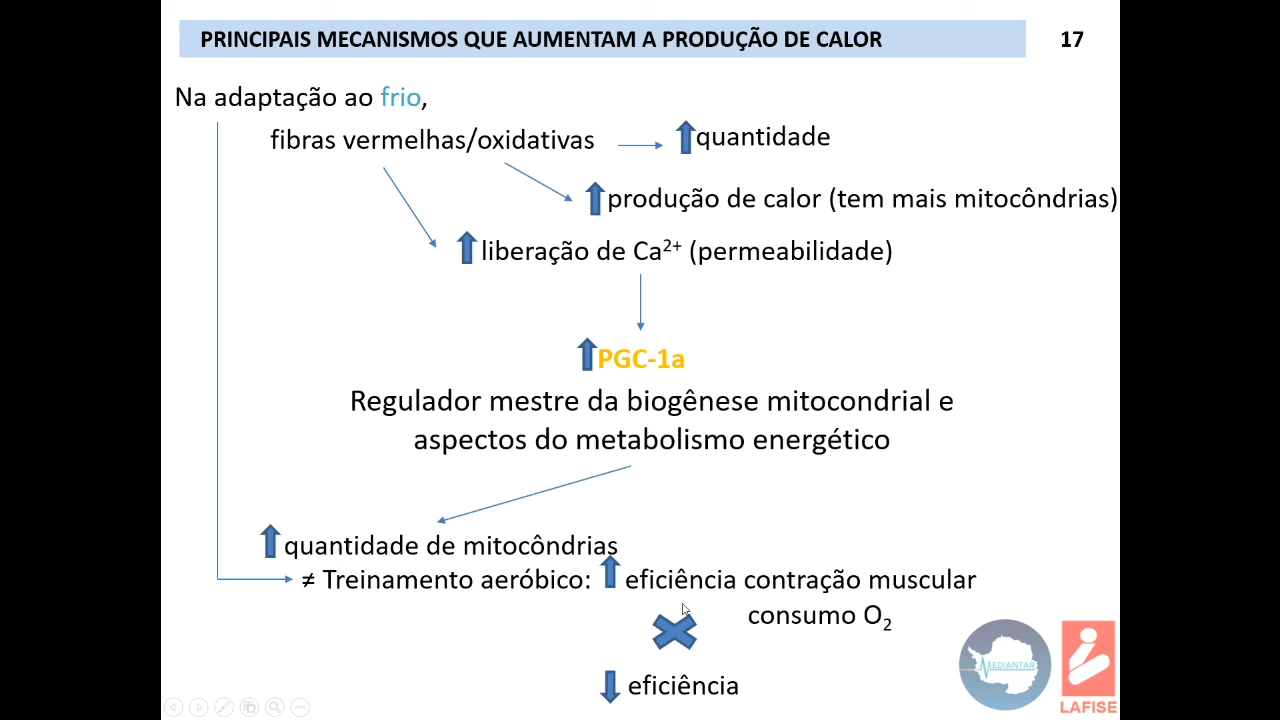 PRINCIPAIS MECANISMOS QUE AUMENTAM A PRODUÇÃO DE CALOR
17
Na adaptação ao frio,
fibras vermelhas/oxidativas
quantidade
produção de calor (tem mais mitocôndrias)
liberação de Ca²⁺ (permeabilidade)
PGC-1a
Regulador mestre da biogênese mitocondrial e
aspectos do metabolismo energético
quantidade de mitocôndrias
≠ Treinamento aeróbico: eficiência contração muscular
consumo O₂
eficiência
MEDIANTAR
LAFISE